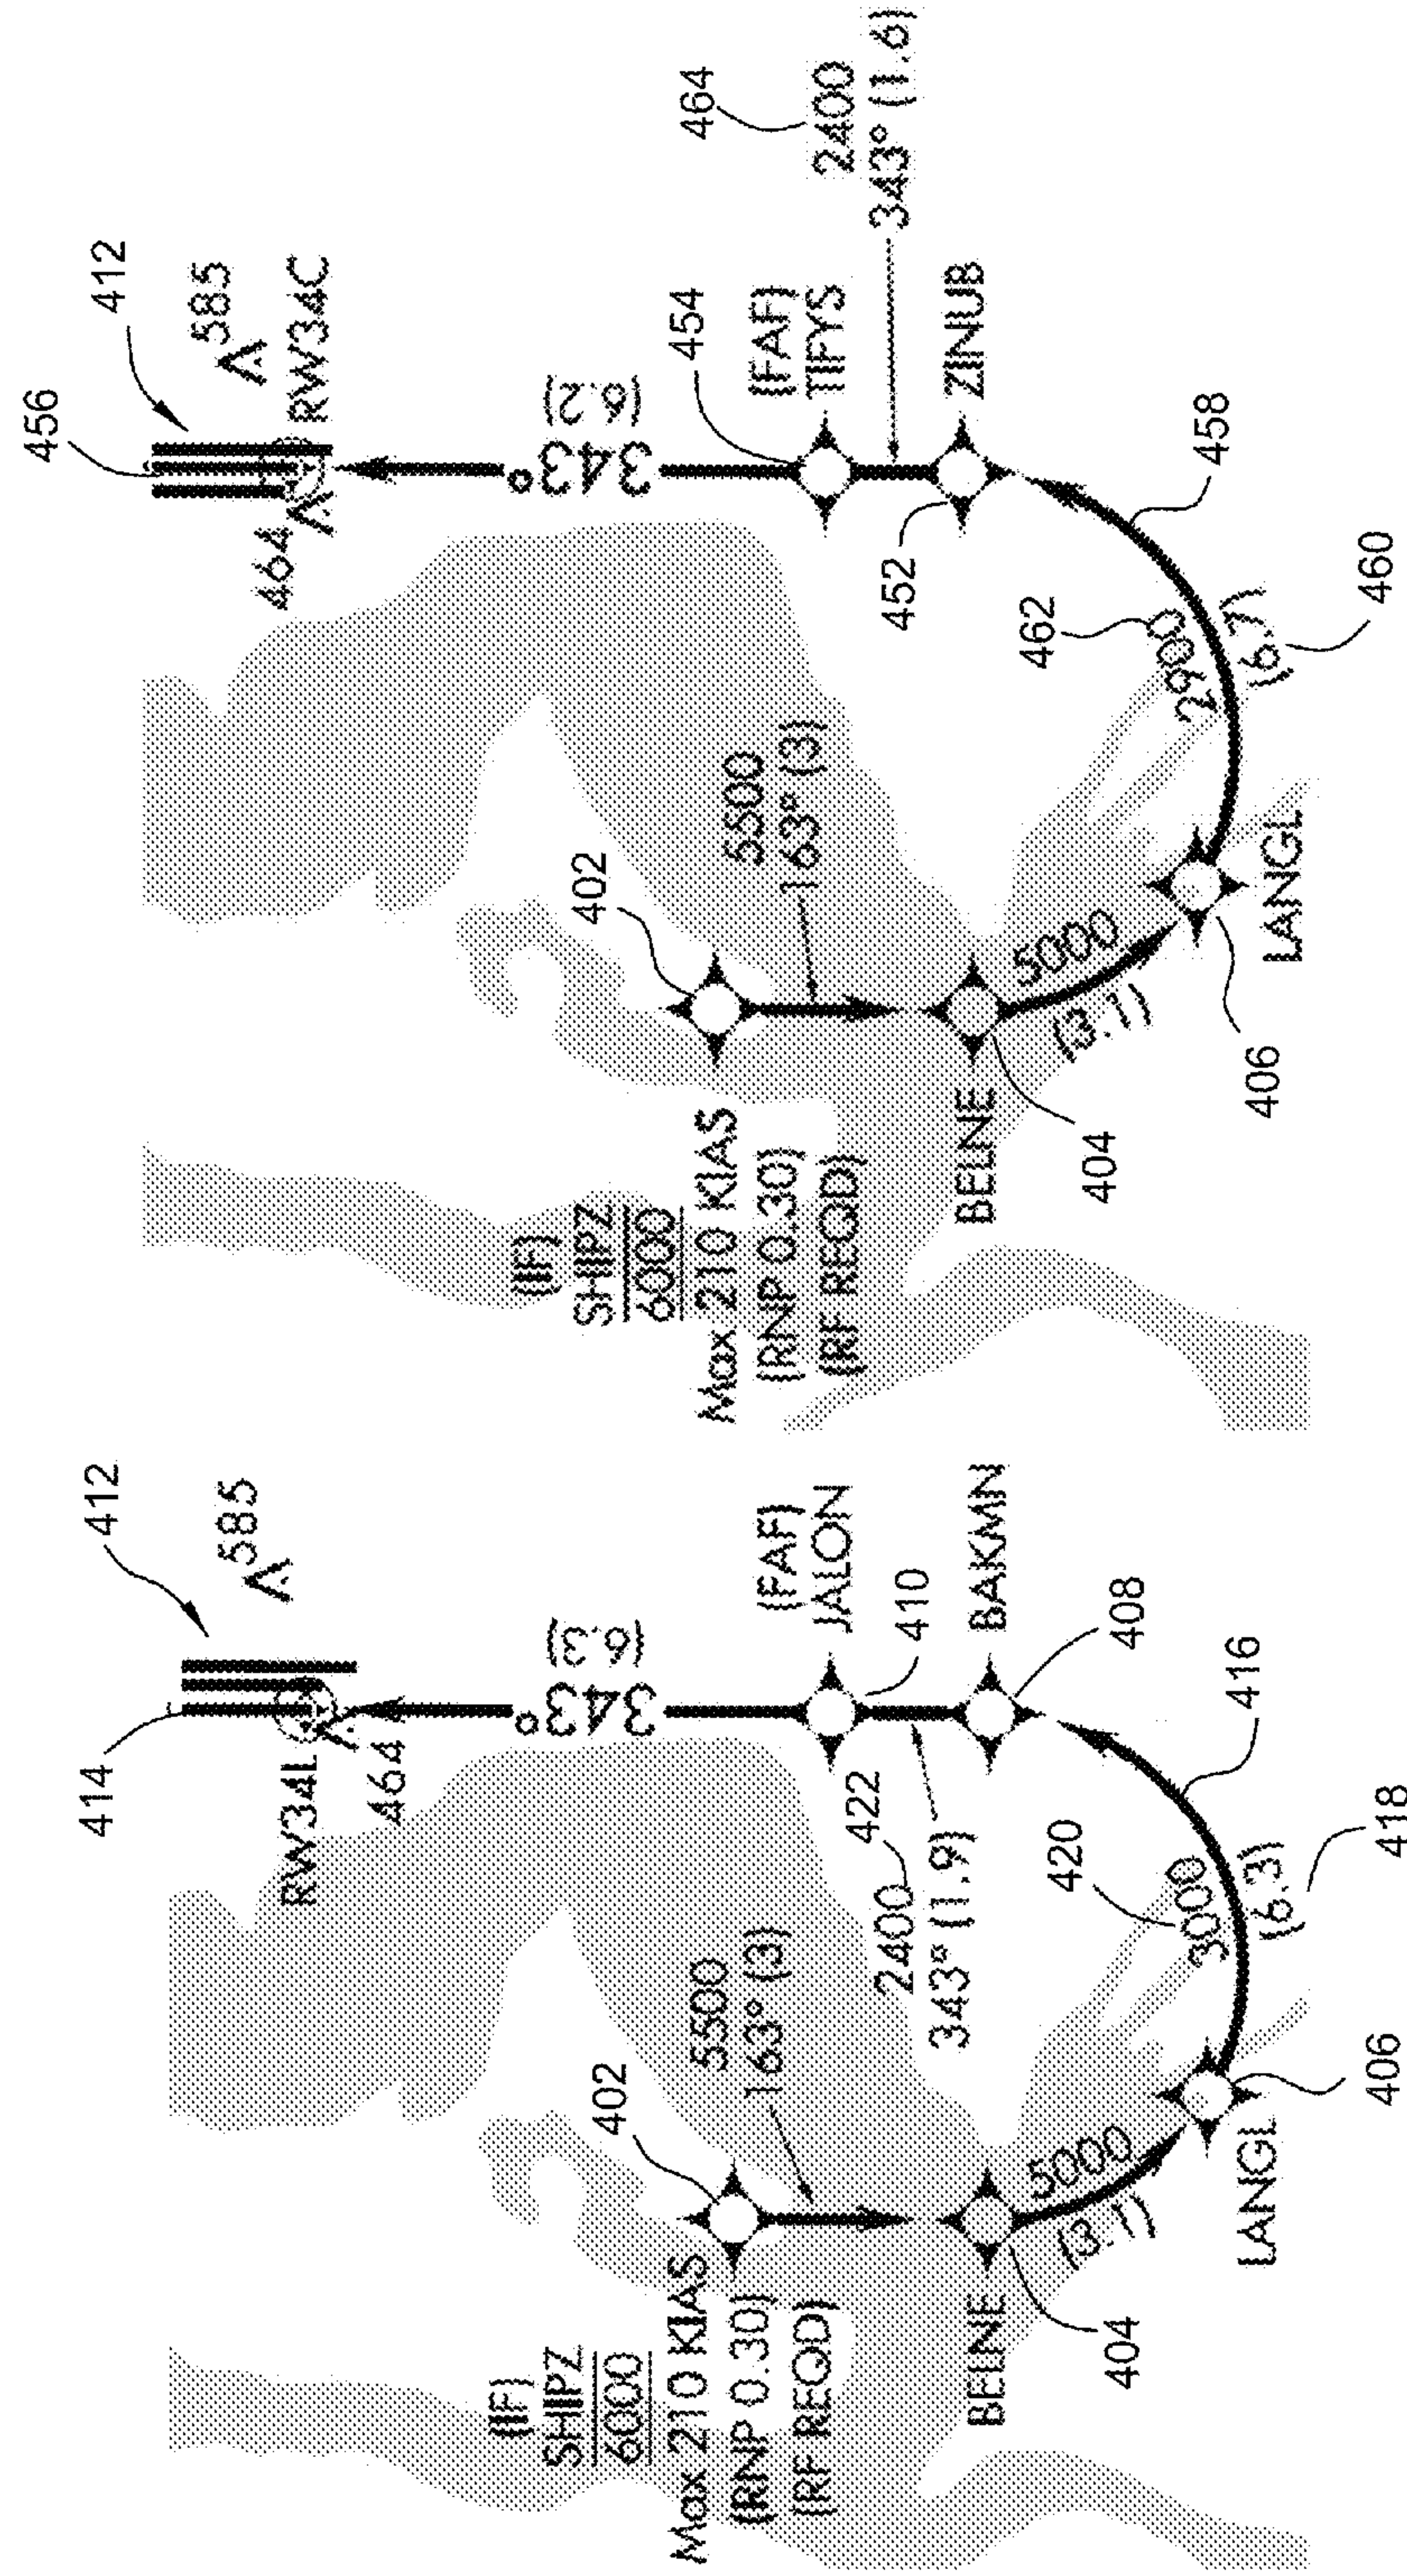 414
412
RW34L
464
585
(6.3)
343°
(IF)
SHIPZ
6000
Max 210 KIAS
(RNP 0.30)
(RF REQD)
402
5500
163° (3)
(FAF)
JALON
410
422
2400
343° (1.9)
BAKMN
408
BELNE
404
5000
(3.1)
LANGL
406
420
3000
(6.3)
416
418
456
412
464
585
RW34C
(6.2)
343°
(IF)
SHIPZ
6000
Max 210 KIAS
(RNP 0.30)
(RF REQD)
402
5500
163° (3)
454
(FAF)
TIFYS
464
2400
343° (1.6)
452
ZINUB
BELNE
404
5000
(3.1)
LANGL
406
462
2900
(6.7)
458
460